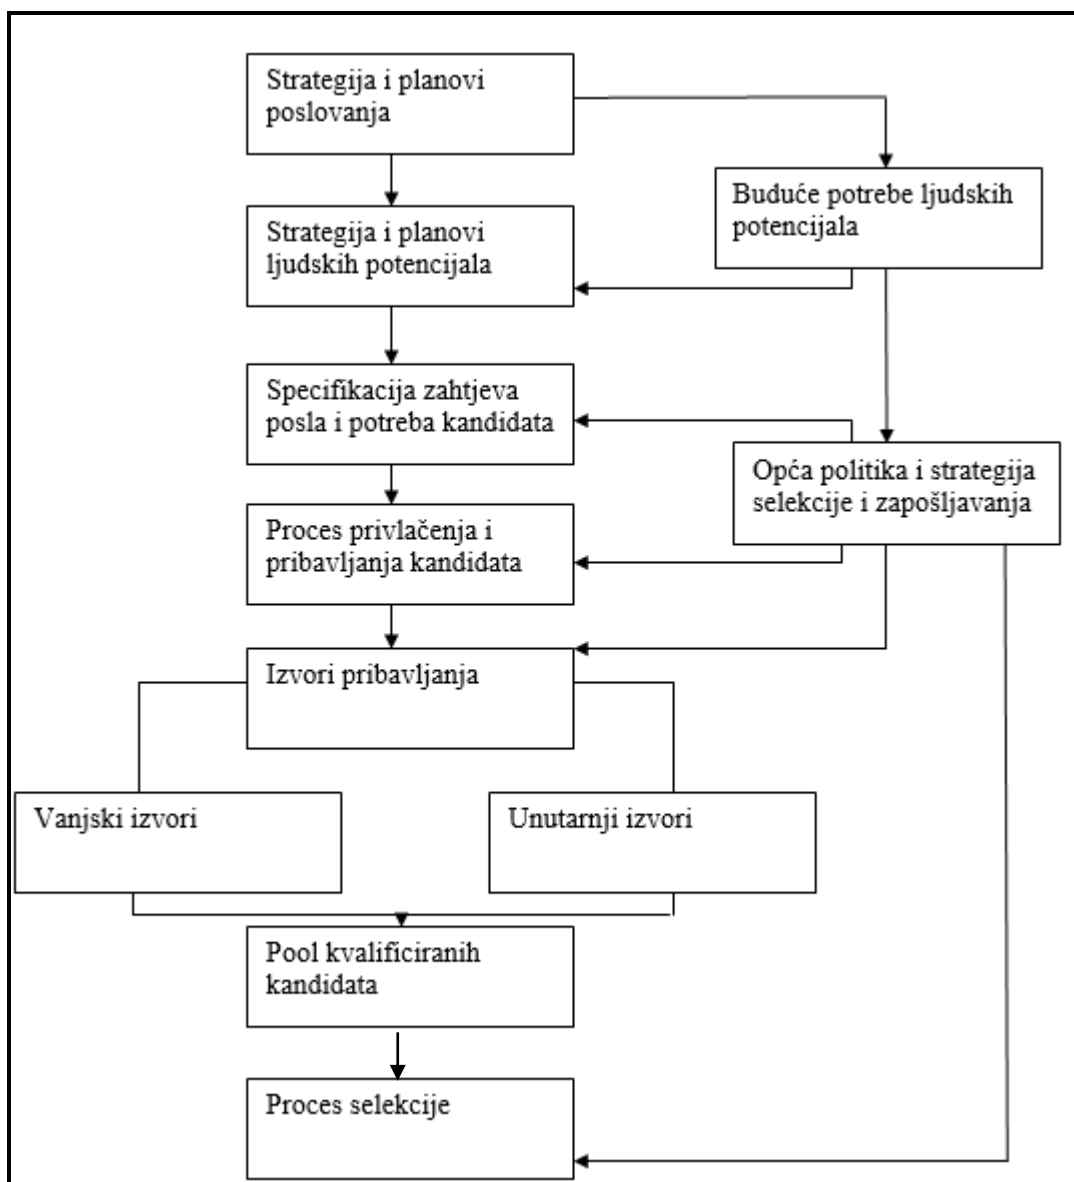 Strategija i planovi
poslovanja
Buduće potrebe ljudskih
potencijala
Strategija i planovi
ljudskih potencijala
Specifikacija zahtjeva
posla i potreba kandidata
Opća politika i strategija
selekcije i zapošljavanja
Proces privlačenja i
pribavljanja kandidata
Izvori pribavljanja
Vanjski izvori
Unutarnji izvori
Pool kvalificiranih
kandidata
Proces selekcije